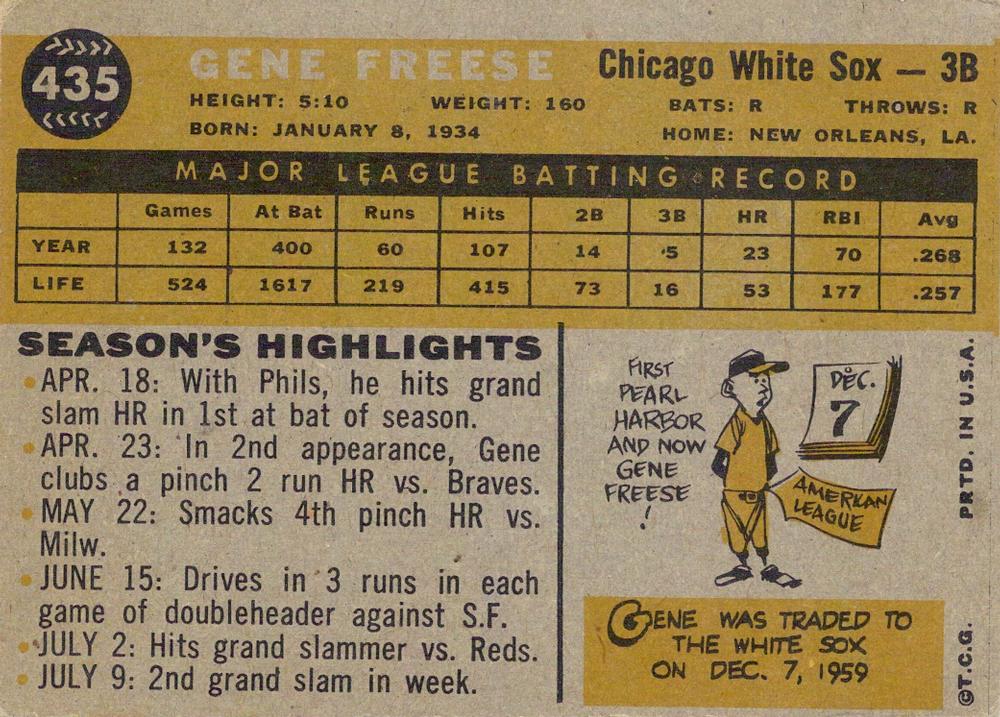 435
GENE FREESE
Chicago White Sox — 3B
HEIGHT: 5:10 WEIGHT: 160 BATS: R THROWS: R
BORN: JANUARY 8, 1934 HOME: NEW ORLEANS, LA.
MAJOR LEAGUE BATTING RECORD
Games At Bat Runs Hits 2B 3B HR RBI Avg
YEAR 132 400 60 107 14 5 23 70 .268
LIFE 524 1617 219 415 73 16 53 177 .257
SEASON'S HIGHLIGHTS
• APR. 18: With Phils, he hits grand
slam HR in 1st at bat of season.
• APR. 23: In 2nd appearance, Gene
clubs a pinch 2 run HR vs. Braves.
• MAY 22: Smacks 4th pinch HR vs.
Milw.
• JUNE 15: Drives in 3 runs in each
game of doubleheader against S.F.
• JULY 2: Hits grand slammer vs. Reds.
• JULY 9: 2nd grand slam in week.
FIRST
PEARL
HARBOR
AND NOW
GENE
FREESE
!
DEC.
7
AMERICAN
LEAGUE
GENE WAS TRADED TO
THE WHITE SOX
ON DEC. 7, 1959
©T.C.G. PRTD. IN U.S.A.